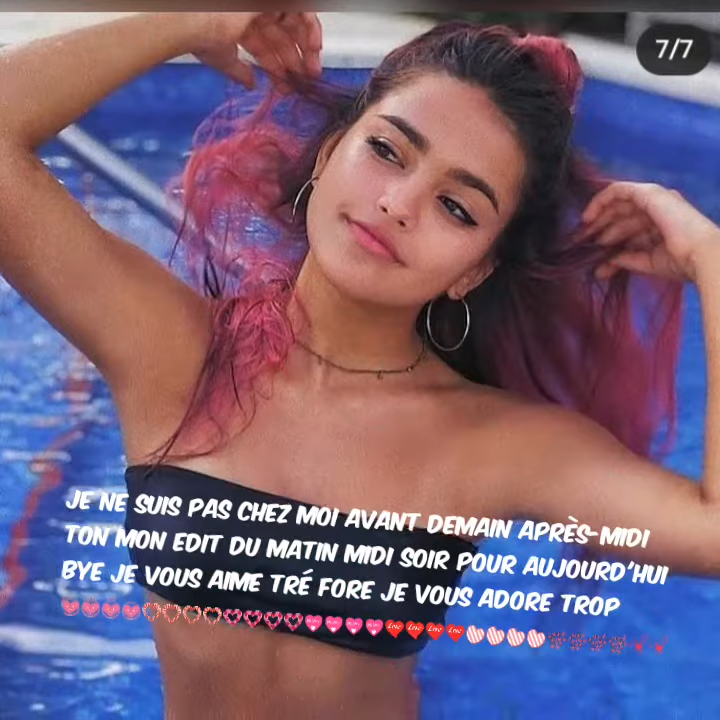 7/7
JE NE SUIS PAS CHEZ MOI AVANT DEMAIN APRÈS-MIDI
TON MON EDIT DU MATIN MIDI SOIR POUR AUJOURD'HUI
BYE JE VOUS AIME TRÉ FORE JE VOUS ADORE TROP